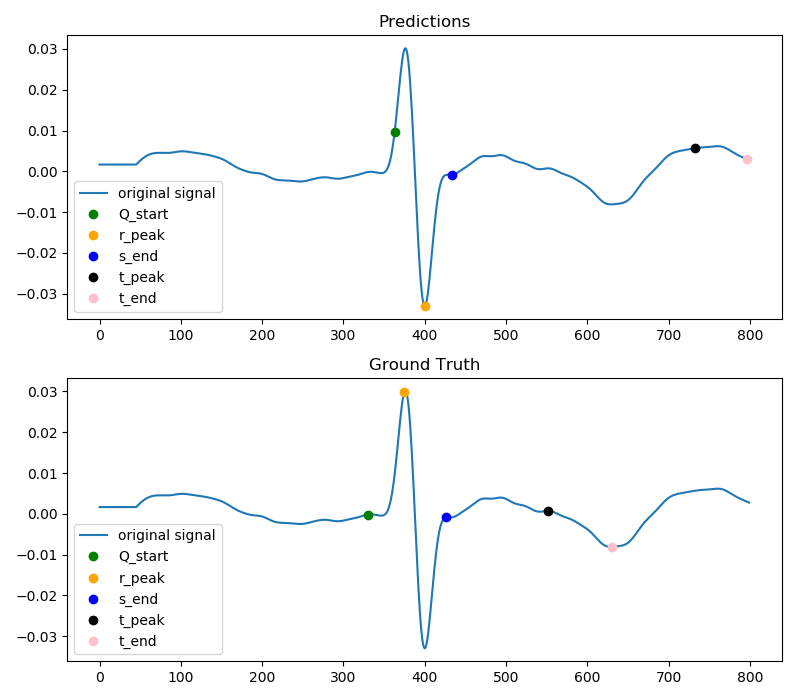 Predictions
0.03
0.02
0.01
0.00
−0.01
−0.02
−0.03
original signal
Q_start
r_peak
s_end
t_peak
t_end
0 100 200 300 400 500 600 700 800
Ground Truth
0.03
0.02
0.01
0.00
−0.01
−0.02
−0.03
original signal
Q_start
r_peak
s_end
t_peak
t_end
0 100 200 300 400 500 600 700 800